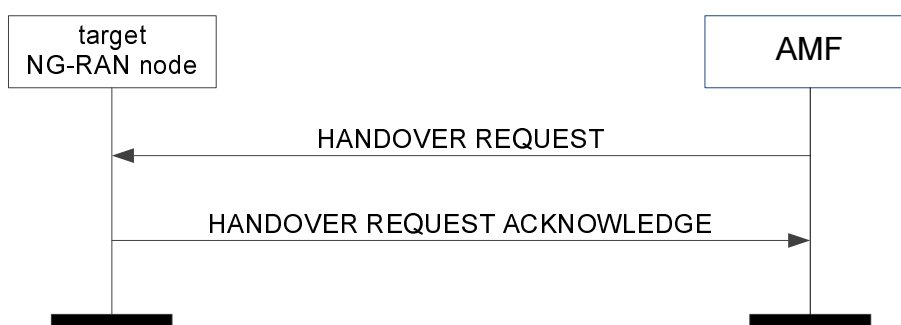 target
NG-RAN node
AMF
HANDOVER REQUEST
HANDOVER REQUEST ACKNOWLEDGE